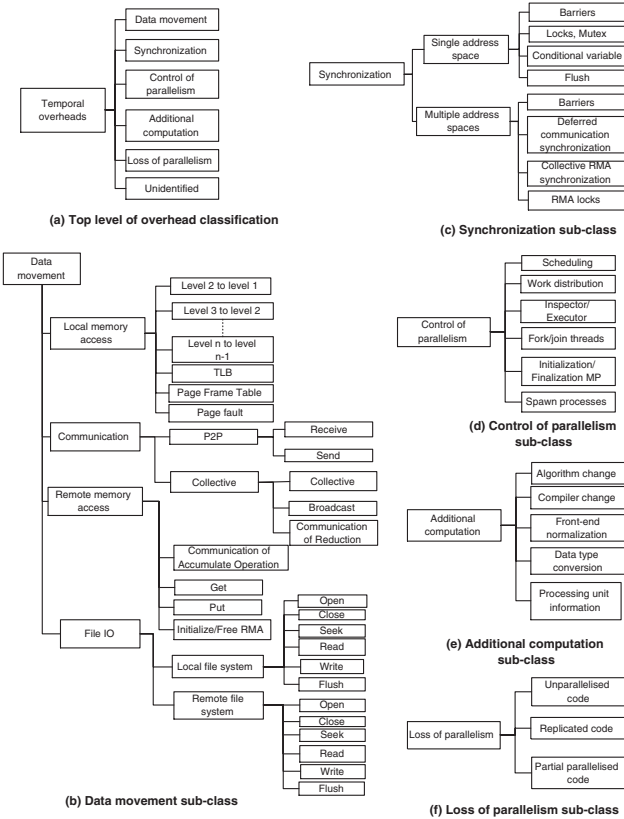 Temporal
overheads
Data movement
Synchronization
Control of
parallelism
Additional
computation
Loss of parallelism
Unidentified
(a) Top level of overhead classification
Data
movement
Local memory
access
Level 2 to level 1
Level 3 to level 2
Level n to level
n-1
TLB
Page Frame Table
Page fault
Communication
P2P
Receive
Send
Collective
Collective
Broadcast
Communication
of Reduction
Remote memory
access
Communication of
Accumulate Operation
Get
Put
Initialize/Free RMA
File IO
Local file system
Open
Close
Seek
Read
Write
Flush
Remote file
system
Open
Close
Seek
Read
Write
Flush
(b) Data movement sub-class
Synchronization
Single address
space
Barriers
Locks, Mutex
Conditional variable
Flush
Multiple address
spaces
Barriers
Deferred
communication
synchronization
Collective RMA
synchronization
RMA locks
(c) Synchronization sub-class
Control of
parallelism
Scheduling
Work distribution
Inspector/
Executor
Fork/join threads
Initialization/
Finalization MP
Spawn processes
(d) Control of parallelism
sub-class
Additional
computation
Algorithm change
Compiler change
Front-end
normalization
Data type
conversion
Processing unit
information
(e) Additional computation
sub-class
Loss of parallelism
Unparallelised
code
Replicated code
Partial parallelised
code
(f) Loss of parallelism sub-class